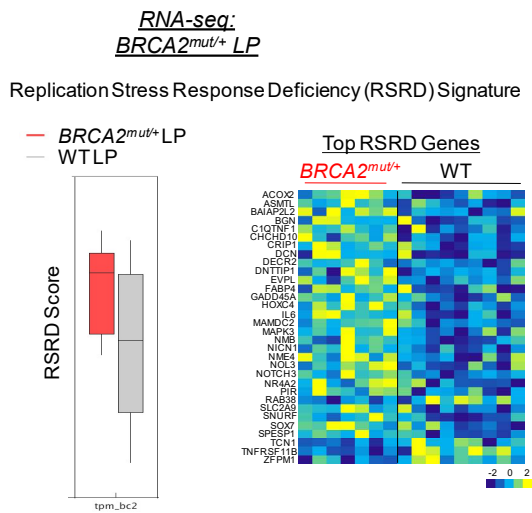 RNA-seq:
BRCA2mut/+ LP
Replication Stress Response Deficiency (RSRD) Signature
BRCA2mut/+ LP
WT LP
RSRD Score
tpm_bc2
Top RSRD Genes
BRCA2mut/+ WT
ACOX2
ASMTL
BAIAP2L2
BGN
C1QTNF1
CHCHD10
CRIP1
DCN
DECR2
DNTTIP1
EVPL
FABP4
GADD45A
HOXC4
IL6
MAMDC2
MAPK3
NMB
NICN1
NME4
NOL3
NOTCH3
NR4A2
PIR
RAB38
SLC2A9
SNURF
SOX7
SPESP1
TCN1
TNFRSF11B
ZFPM1
-2 0 2